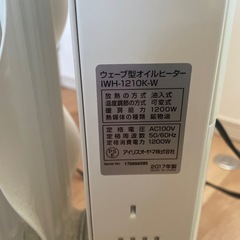 ウェーブ型オイルヒーター
IWH-1210K-W
放熱の方式 油入式
温度調節の方式 可変式
暖房能力 1200W
熱媒体の種類 鉱物油
定格電圧 AC100V
定格周波数 50/60Hz
定格消費電力 1200W
アイリスオーヤマ株式会社
2017年製